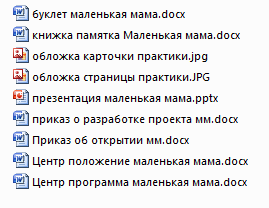 буклет маленькая мама.docx
книжка памятка Маленькая мама.docx
обложка карточки практики.jpg
обложка страницы практики.JPG
презентация маленькая мама.pptx
приказ о разработке проекта мм.docx
Приказ об открытии мм.docx
Центр положение маленькая мама.docx
Центр программа маленькая мама.docx